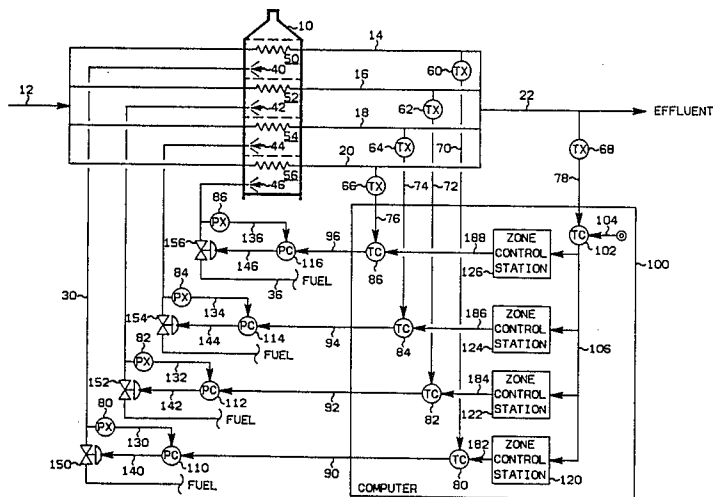 10
14
50
40
60 TX
12
16
52
42
62 TX
22
EFFLUENT
18
54
44
64 TX
70
TX 68
20
56
46
66 TX
74 72
78
86
PX 136
76
104
TC 102
156
146
PC 116
96
TC 86
188
ZONE CONTROL STATION
126
100
36
FUEL
30
84
PX 134
154
144
PC 114
94
TC 84
186
ZONE CONTROL STATION
124
106
FUEL
82
PX 132
152
142
PC 112
92
TC 82
184
ZONE CONTROL STATION
122
FUEL
80
PX 130
150
140
PC 110
90
TC 80
182
ZONE CONTROL STATION
120
FUEL
COMPUTER